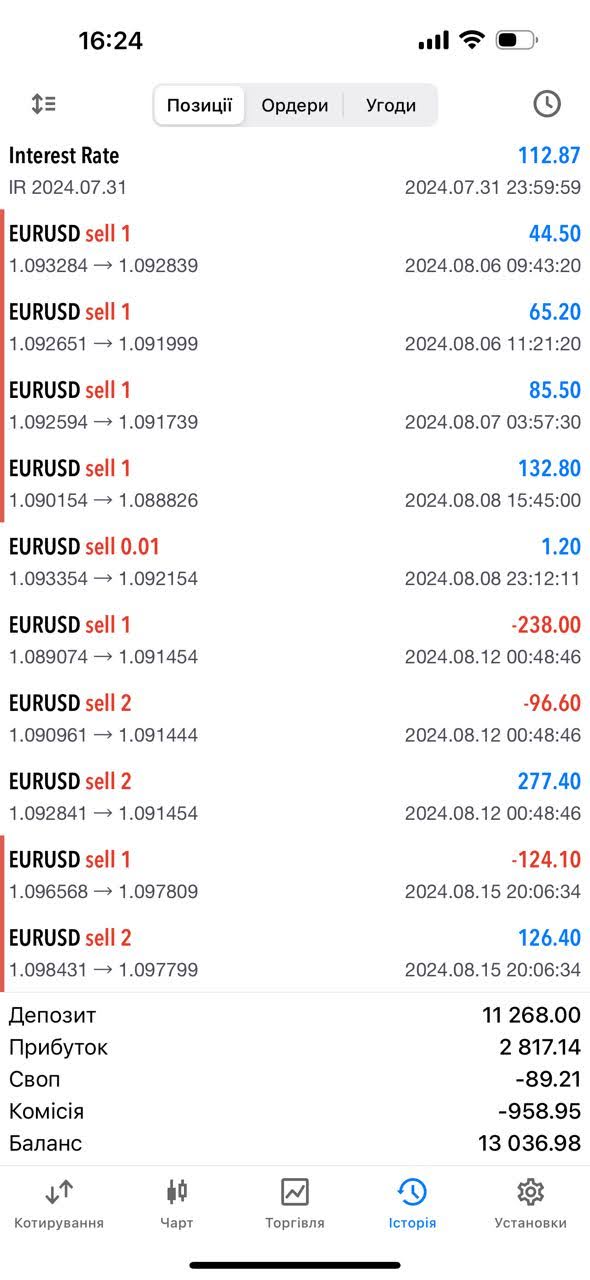 16:24
Позиції Ордери Угоди
Interest Rate 112.87
IR 2024.07.31 2024.07.31 23:59:59
EURUSD sell 1 44.50
1.093284 → 1.092839 2024.08.06 09:43:20
EURUSD sell 1 65.20
1.092651 → 1.091999 2024.08.06 11:21:20
EURUSD sell 1 85.50
1.092594 → 1.091739 2024.08.07 03:57:30
EURUSD sell 1 132.80
1.090154 → 1.088826 2024.08.08 15:45:00
EURUSD sell 0.01 1.20
1.093354 → 1.092154 2024.08.08 23:12:11
EURUSD sell 1 -238.00
1.089074 → 1.091454 2024.08.12 00:48:46
EURUSD sell 2 -96.60
1.090961 → 1.091444 2024.08.12 00:48:46
EURUSD sell 2 277.40
1.092841 → 1.091454 2024.08.12 00:48:46
EURUSD sell 1 -124.10
1.096568 → 1.097809 2024.08.15 20:06:34
EURUSD sell 2 126.40
1.098431 → 1.097799 2024.08.15 20:06:34
Депозит 11 268.00
Прибуток 2 817.14
Своп -89.21
Комісія -958.95
Баланс 13 036.98
Котирування Чарт Торгівля Історія Установки